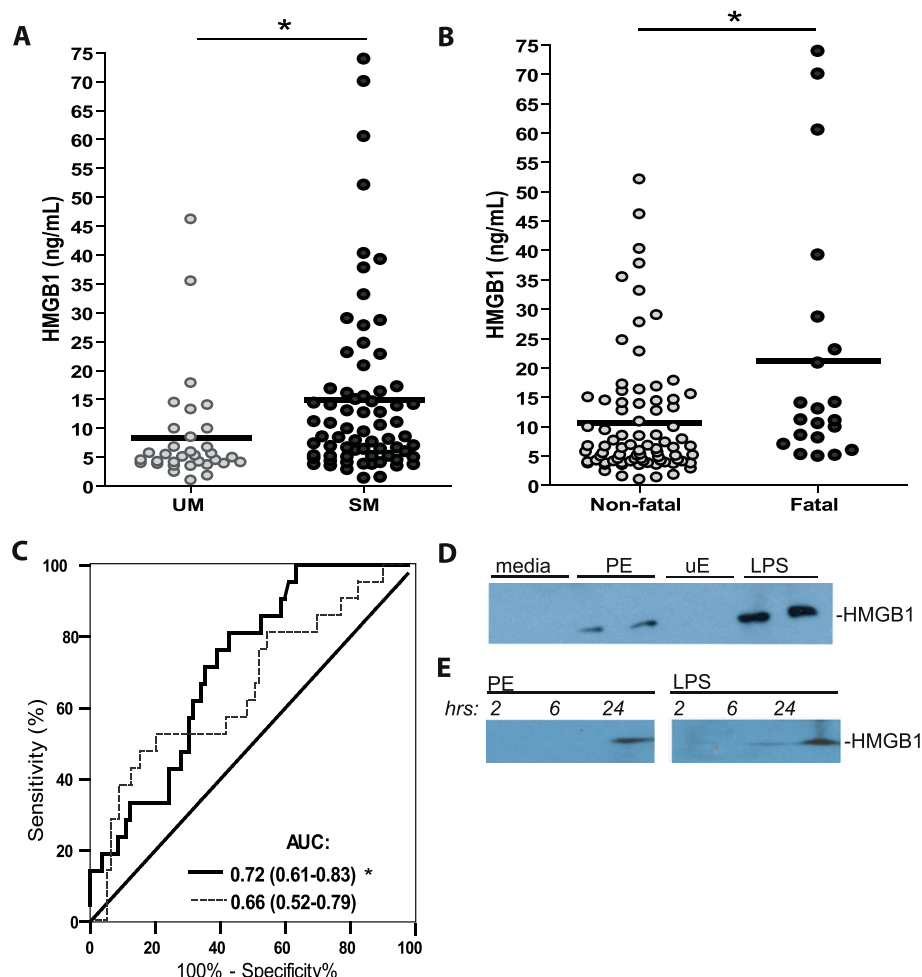 A
*
HMGB1 (ng/mL)
75
70
65
60
55
50
45
40
35
30
25
20
15
10
5
0
UM SM
B
*
HMGB1 (ng/mL)
75
70
65
60
55
50
45
40
35
30
25
20
15
10
5
0
Non-fatal Fatal
C
Sensitivity (%)
100
80
60
40
20
0
0 20 40 60 80 100
100% - Specificity%
AUC:
0.72 (0.61-0.83) *
0.66 (0.52-0.79)
D
media PE uE LPS
-HMGB1
E
PE LPS
hrs: 2 6 24 2 6 24
-HMGB1